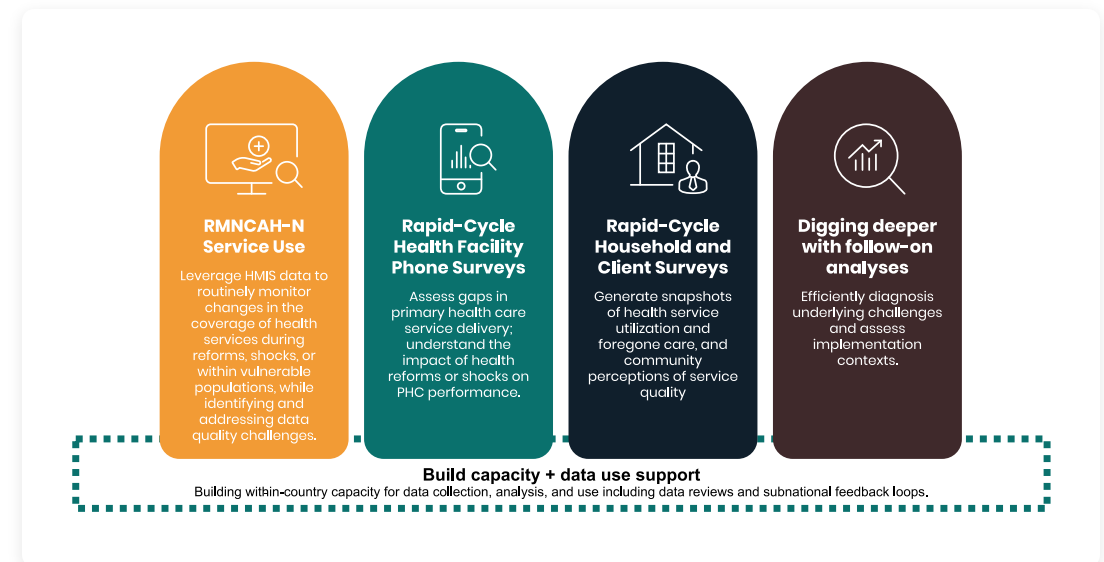 RMNCAH-N
Service Use
Leverage HMIS data to
routinely monitor
changes in the
coverage of health
services during
reforms, shocks, or
within vulnerable
populations, while
identifying and
addressing data
quality challenges.
Rapid-Cycle
Health Facility
Phone Surveys
Assess gaps in
primary health care
service delivery;
understand the
impact of health
reforms or shocks on
PHC performance.
Rapid-Cycle
Household and
Client Surveys
Generate snapshots
of health service
utilization and
foregone care, and
community
perceptions of service
quality
Digging deeper
with follow-on
analyses
Efficiently diagnosis
underlying challenges
and assess
implementation
contexts.
Build capacity + data use support
Building within-country capacity for data collection, analysis, and use including data reviews and subnational feedback loops.